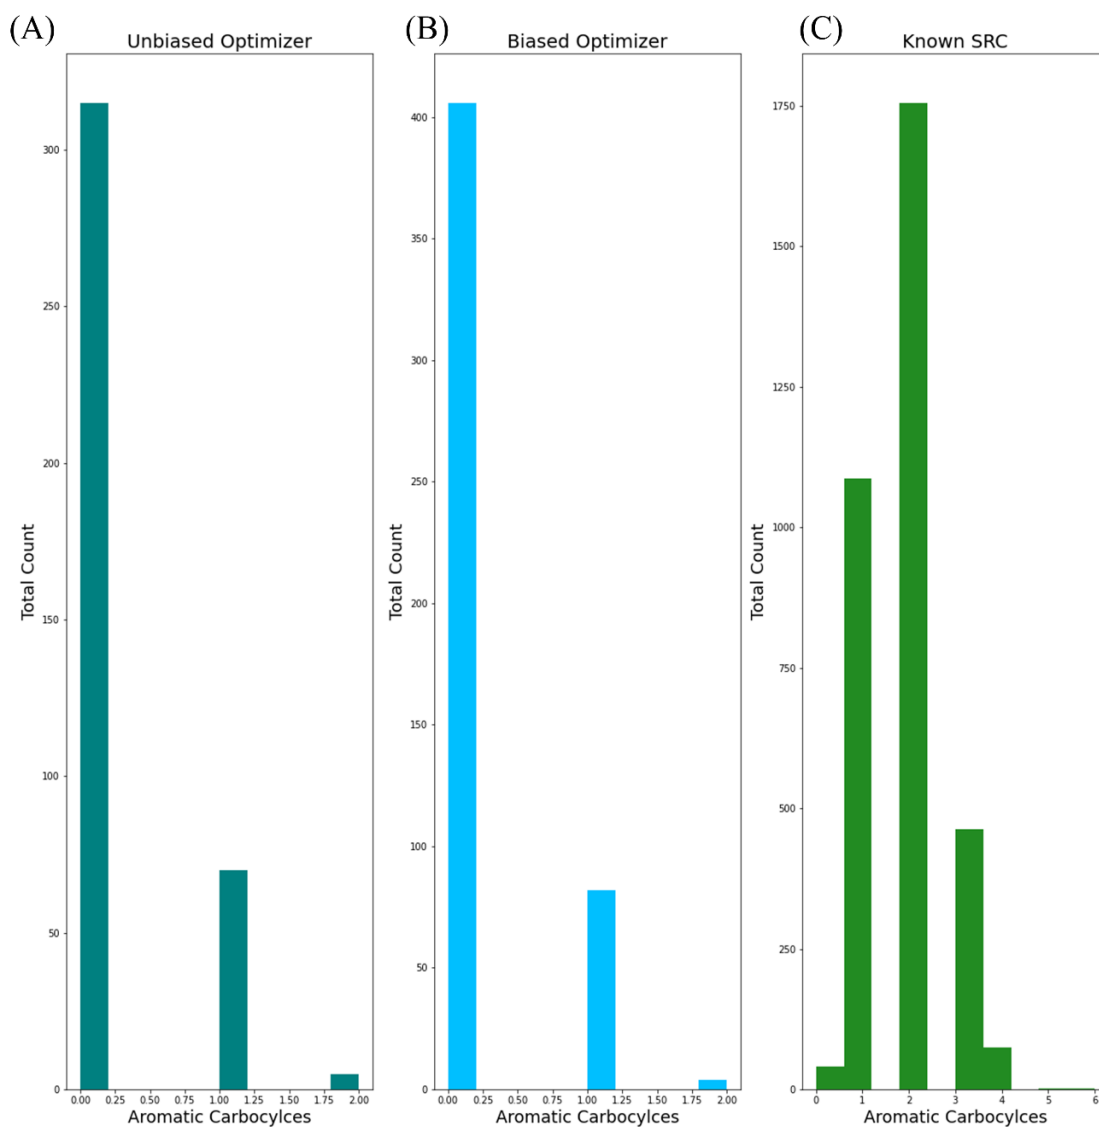 (A)
Unbiased Optimizer
300
250
200
150
100
50
0
Total Count
0.00 0.25 0.50 0.75 1.00 1.25 1.50 1.75 2.00
Aromatic Carbocylces
(B)
Biased Optimizer
400
350
300
250
200
150
100
50
0
Total Count
0.00 0.25 0.50 0.75 1.00 1.25 1.50 1.75 2.00
Aromatic Carbocylces
(C)
Known SRC
1750
1500
1250
1000
750
500
250
0
Total Count
0 1 2 3 4 5 6
Aromatic Carbocylces